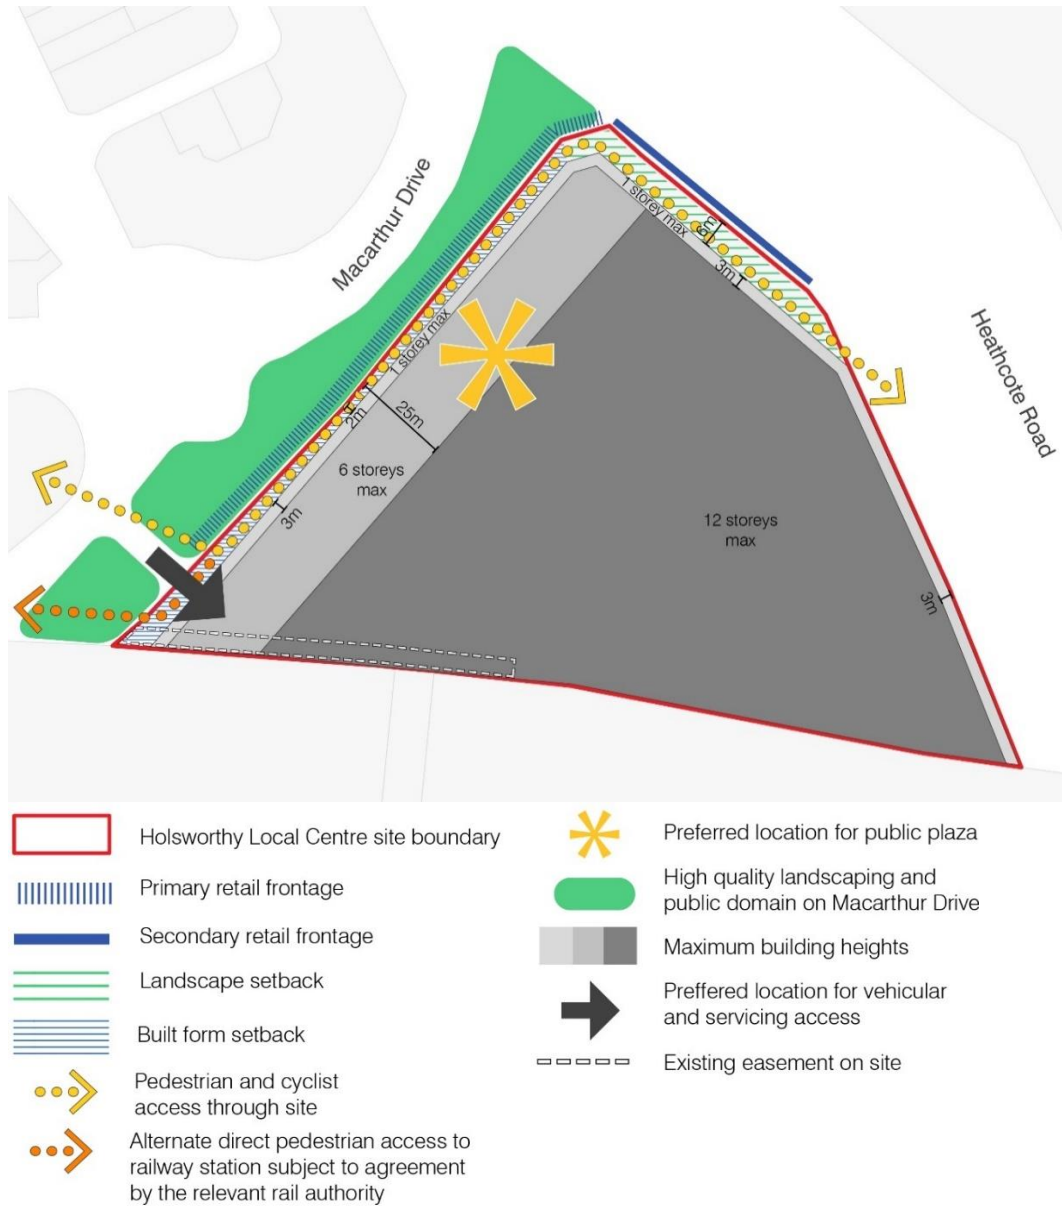 Macarthur Drive
1 storey max
6m
3m
1 storey max
Heathcote Road
2m
25m
6 storeys
max
3m
12 storeys
max
3m
Holsworthy Local Centre site boundary
Primary retail frontage
Secondary retail frontage
Landscape setback
Built form setback
Pedestrian and cyclist
access through site
Alternate direct pedestrian access to
railway station subject to agreement
by the relevant rail authority
Preferred location for public plaza
High quality landscaping and
public domain on Macarthur Drive
Maximum building heights
Preffered location for vehicular
and servicing access
Existing easement on site